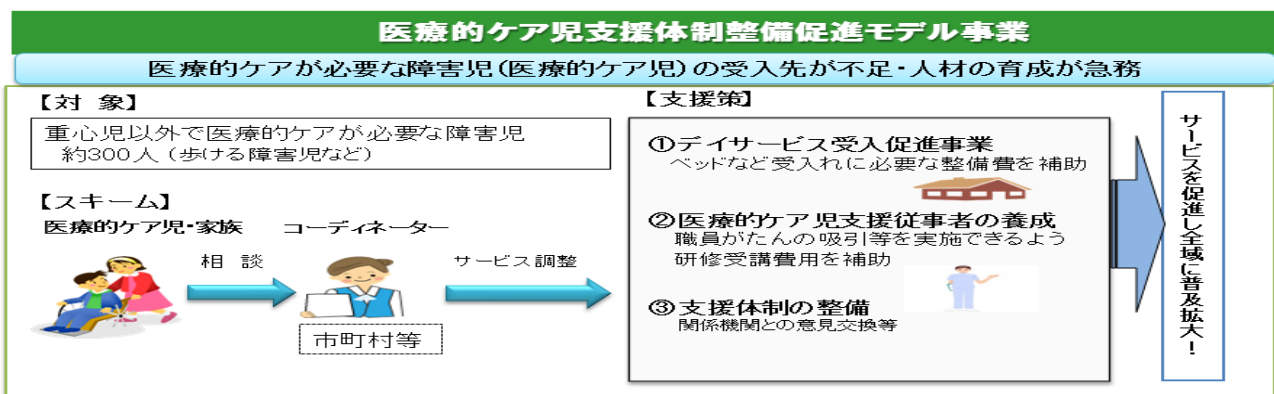 医療的ケア児支援体制整備促進モデル事業
医療的ケアが必要な障害児(医療的ケア児)の受入先が不足・人材の育成が急務
【対 象】
重心児以外で医療的ケアが必要な障害児
約300人(歩ける障害児など)
【スキーム】
医療的ケア児・家族
コーディネーター
相 談
サービス調整
市町村等
【支援策】
①デイサービス受入促進事業
ベッドなど受入れに必要な整備費を補助
②医療的ケア児支援従事者の養成
職員がたんの吸引等を実施できるよう
研修受講費用を補助
③支援体制の整備
関係機関との意見交換等
サービスを促進し全域に普及拡大!